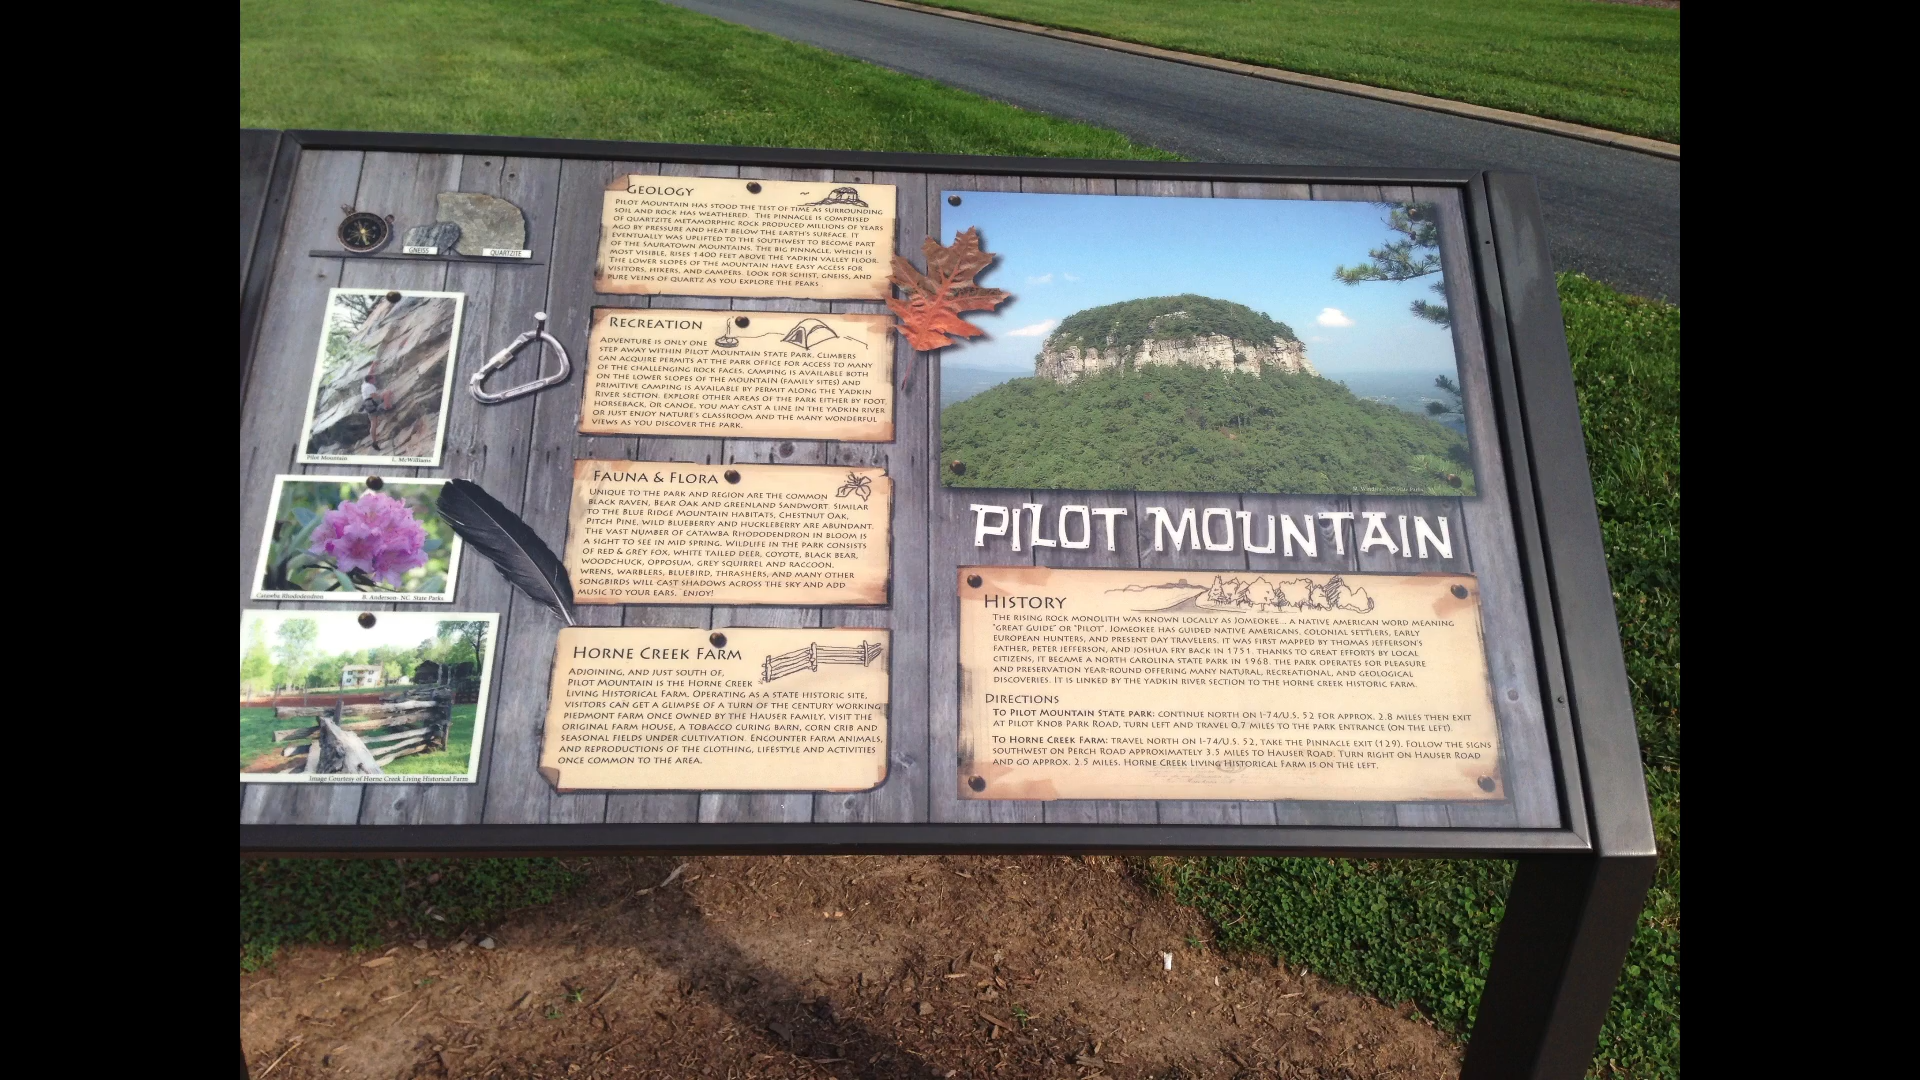 GNEISS
QUARTZITE
Pilot Mountain L. McWilliams
Catawba Rhododendron B. Anderson- NC State Parks
Image Courtesy of Horne Creek Living Historical Farm
GEOLOGY
PILOT MOUNTAIN HAS STOOD THE TEST OF TIME AS SURROUNDING
SOIL AND ROCK HAS WEATHERED. THE PINNACLE IS COMPRISED
OF QUARTZITE METAMORPHIC ROCK PRODUCED MILLIONS OF YEARS
AGO BY PRESSURE AND HEAT BELOW THE EARTH'S SURFACE. IT
EVENTUALLY WAS UPLIFTED TO THE SOUTHWEST TO BECOME PART
OF THE SAURATOWN MOUNTAINS. THE BIG PINNACLE, WHICH IS
MOST VISIBLE, RISES 1400 FEET ABOVE THE YADKIN VALLEY FLOOR.
THE LOWER SLOPES OF THE MOUNTAIN HAVE EASY ACCESS FOR
VISITORS, HIKERS, AND CAMPERS. LOOK FOR SCHIST, GNEISS, AND
PURE VEINS OF QUARTZ AS YOU EXPLORE THE PEAKS.
RECREATION
ADVENTURE IS ONLY ONE
STEP AWAY WITHIN PILOT MOUNTAIN STATE PARK. CLIMBERS
CAN ACQUIRE PERMITS AT THE PARK OFFICE FOR ACCESS TO MANY
OF THE CHALLENGING ROCK FACES. CAMPING IS AVAILABLE BOTH
ON THE LOWER SLOPES OF THE MOUNTAIN (FAMILY SITES) AND
PRIMITIVE CAMPING IS AVAILABLE BY PERMIT ALONG THE YADKIN
RIVER SECTION. EXPLORE OTHER AREAS OF THE PARK EITHER BY FOOT,
HORSEBACK, OR CANOE. YOU MAY CAST A LINE IN THE YADKIN RIVER
OR JUST ENJOY NATURE'S CLASSROOM AND THE MANY WONDERFUL
VIEWS AS YOU DISCOVER THE PARK.
FAUNA & FLORA
UNIQUE TO THE PARK AND REGION ARE THE COMMON
BLACK RAVEN, BEAR OAK AND GREENLAND SANDWORT. SIMILAR
TO THE BLUE RIDGE MOUNTAIN HABITATS, CHESTNUT OAK,
PITCH PINE, WILD BLUEBERRY AND HUCKLEBERRY ARE ABUNDANT.
THE VAST NUMBER OF CATAWBA RHODODENDRON IN BLOOM IS
A SIGHT TO SEE IN MID SPRING. WILDLIFE IN THE PARK CONSISTS
OF RED & GREY FOX, WHITE TAILED DEER, COYOTE, BLACK BEAR,
WOODCHUCK, OPPOSUM, GREY SQUIRREL AND RACCOON.
WRENS, WARBLERS, BLUEBIRD, THRASHERS, AND MANY OTHER
SONGBIRDS WILL CAST SHADOWS ACROSS THE SKY AND ADD
MUSIC TO YOUR EARS. ENJOY!
HORNE CREEK FARM
ADJOINING, AND JUST SOUTH OF,
PILOT MOUNTAIN IS THE HORNE CREEK
LIVING HISTORICAL FARM. OPERATING AS A STATE HISTORIC SITE,
VISITORS CAN GET A GLIMPSE OF A TURN OF THE CENTURY WORKING
PIEDMONT FARM ONCE OWNED BY THE HAUSER FAMILY. VISIT THE
ORIGINAL FARM HOUSE, A TOBACCO CURING BARN, CORN CRIB AND
SEASONAL FIELDS UNDER CULTIVATION. ENCOUNTER FARM ANIMALS,
AND REPRODUCTIONS OF THE CLOTHING, LIFESTYLE AND ACTIVITIES
ONCE COMMON TO THE AREA.
PILOT MOUNTAIN
HISTORY
THE RISING ROCK MONOLITH WAS KNOWN LOCALLY AS JOMEOKEE... A NATIVE AMERICAN WORD MEANING
"GREAT GUIDE" OR "PILOT". JOMEOKEE HAS GUIDED NATIVE AMERICANS, COLONIAL SETTLERS, EARLY
EUROPEAN HUNTERS, AND PRESENT DAY TRAVELERS. IT WAS FIRST MAPPED BY THOMAS JEFFERSON'S
FATHER, PETER JEFFERSON, AND JOSHUA FRY BACK IN 1751. THANKS TO GREAT EFFORTS BY LOCAL
CITIZENS, IT BECAME A NORTH CAROLINA STATE PARK IN 1968. THE PARK OPERATES FOR PLEASURE
AND PRESERVATION YEAR-ROUND OFFERING MANY NATURAL, RECREATIONAL, AND GEOLOGICAL
DISCOVERIES. IT IS LINKED BY THE YADKIN RIVER SECTION TO THE HORNE CREEK HISTORIC FARM.
DIRECTIONS
TO PILOT MOUNTAIN STATE PARK: CONTINUE NORTH ON I-74/U.S. 52 FOR APPROX. 2.8 MILES THEN EXIT
AT PILOT KNOB PARK ROAD, TURN LEFT AND TRAVEL 0.7 MILES TO THE PARK ENTRANCE (ON THE LEFT).
TO HORNE CREEK FARM: TRAVEL NORTH ON I-74/U.S. 52, TAKE THE PINNACLE EXIT (129). FOLLOW THE SIGNS
SOUTHWEST ON PERCH ROAD APPROXIMATELY 3.5 MILES TO HAUSER ROAD. TURN RIGHT ON HAUSER ROAD
AND GO APPROX. 2.5 MILES. HORNE CREEK LIVING HISTORICAL FARM IS ON THE LEFT.